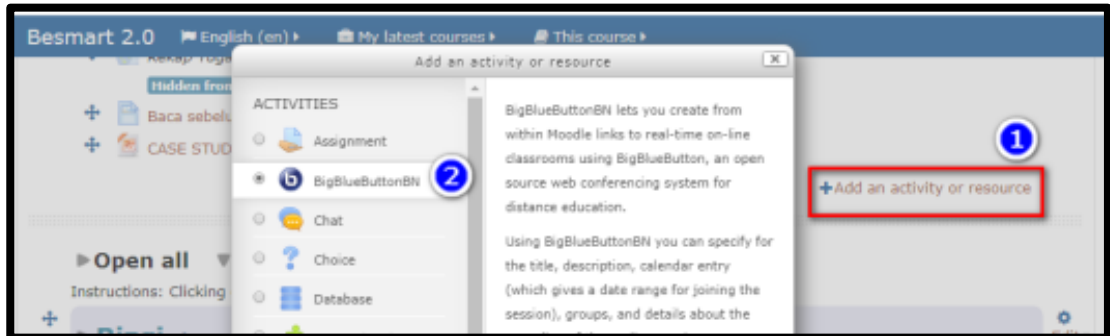 Besmart 2.0 English (en) My latest courses This course
Add an activity or resource
Hidden from
Baca sebelu
CASE STUD
ACTIVITIES
Assignment
BigBlueButtonBN
2
Chat
Choice
Database
BigBlueButtonBN lets you create from
within Moodle links to real-time on-line
classrooms using BigBlueButton, an open
source web conferencing system for
distance education.
Using BigBlueButtonBN you can specify for
the title, description, calendar entry
(which gives a date range for joining the
session), groups, and details about the
1
+Add an activity or resource
Open all
Instructions: Clicking